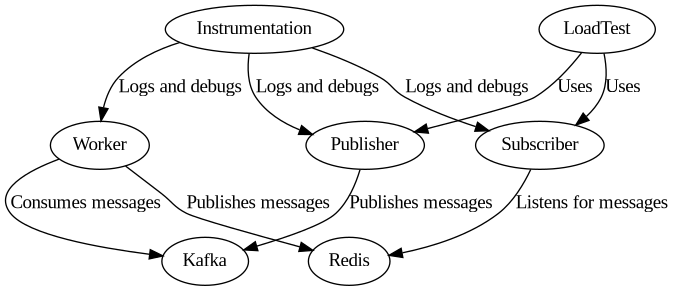 Instrumentation
LoadTest
Logs and debugs
Logs and debugs
Logs and debugs
Uses
Uses
Worker
Publisher
Subscriber
Consumes messages
Publishes messages
Publishes messages
Listens for messages
Kafka
Redis